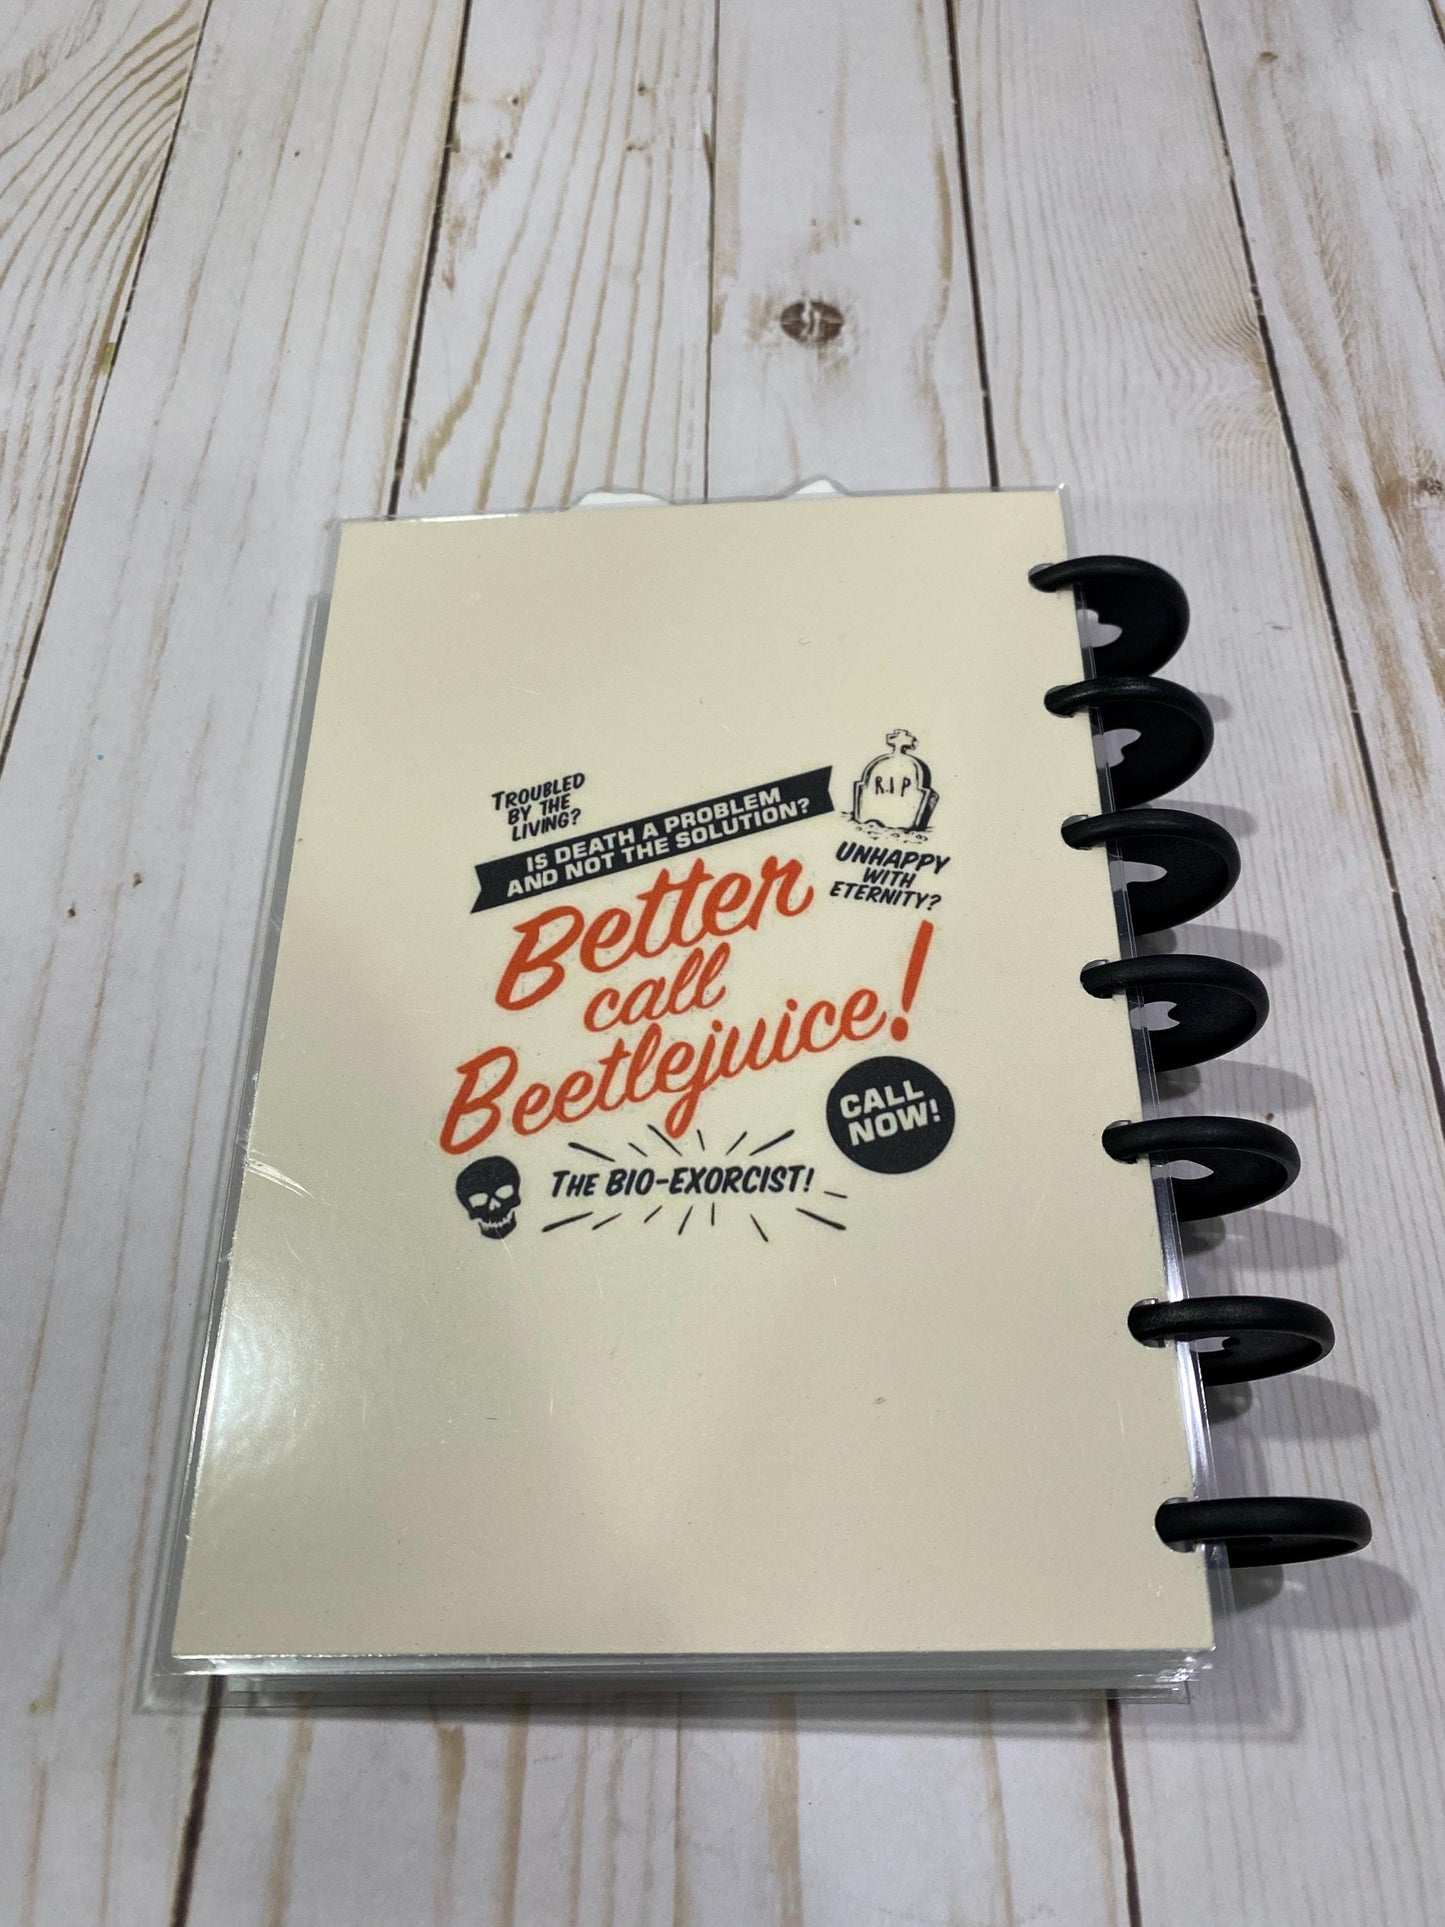 TROUBLED
BY THE
LIVING?
IS DEATH A PROBLEM
AND NOT THE SOLUTION?
R.I.P
UNHAPPY
WITH
ETERNITY?
Better
call
Beetlejuice!
CALL
NOW!
THE BIO-EXORCIST!